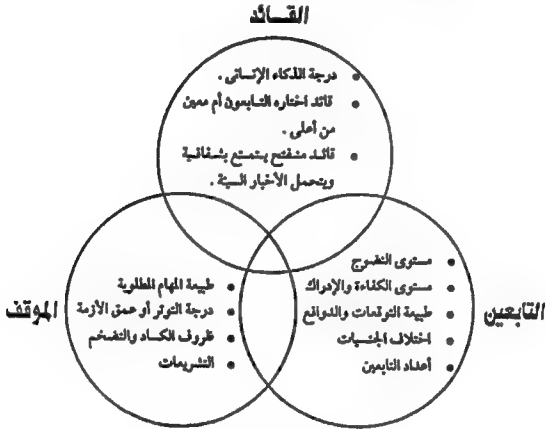 القائد
درجة الذكاء الإنسانى .
قائد اختاره التابعون أم معين
من أعلى .
قائد منفتح يتمتع بشفافية
ويتحمل الأخبار السيئة .
التابعين
مستوى النضوج
مستوى الكفاءة والإدراك
طبيعة التوقعات والدوافع
اختلاف الجنسيات
أعداد التابعين
الموقف
طبيعة المهام المطلوبة
درجة التوتر أو عمق الأزمة
ظروف الكساد والتضخم
التشريعات